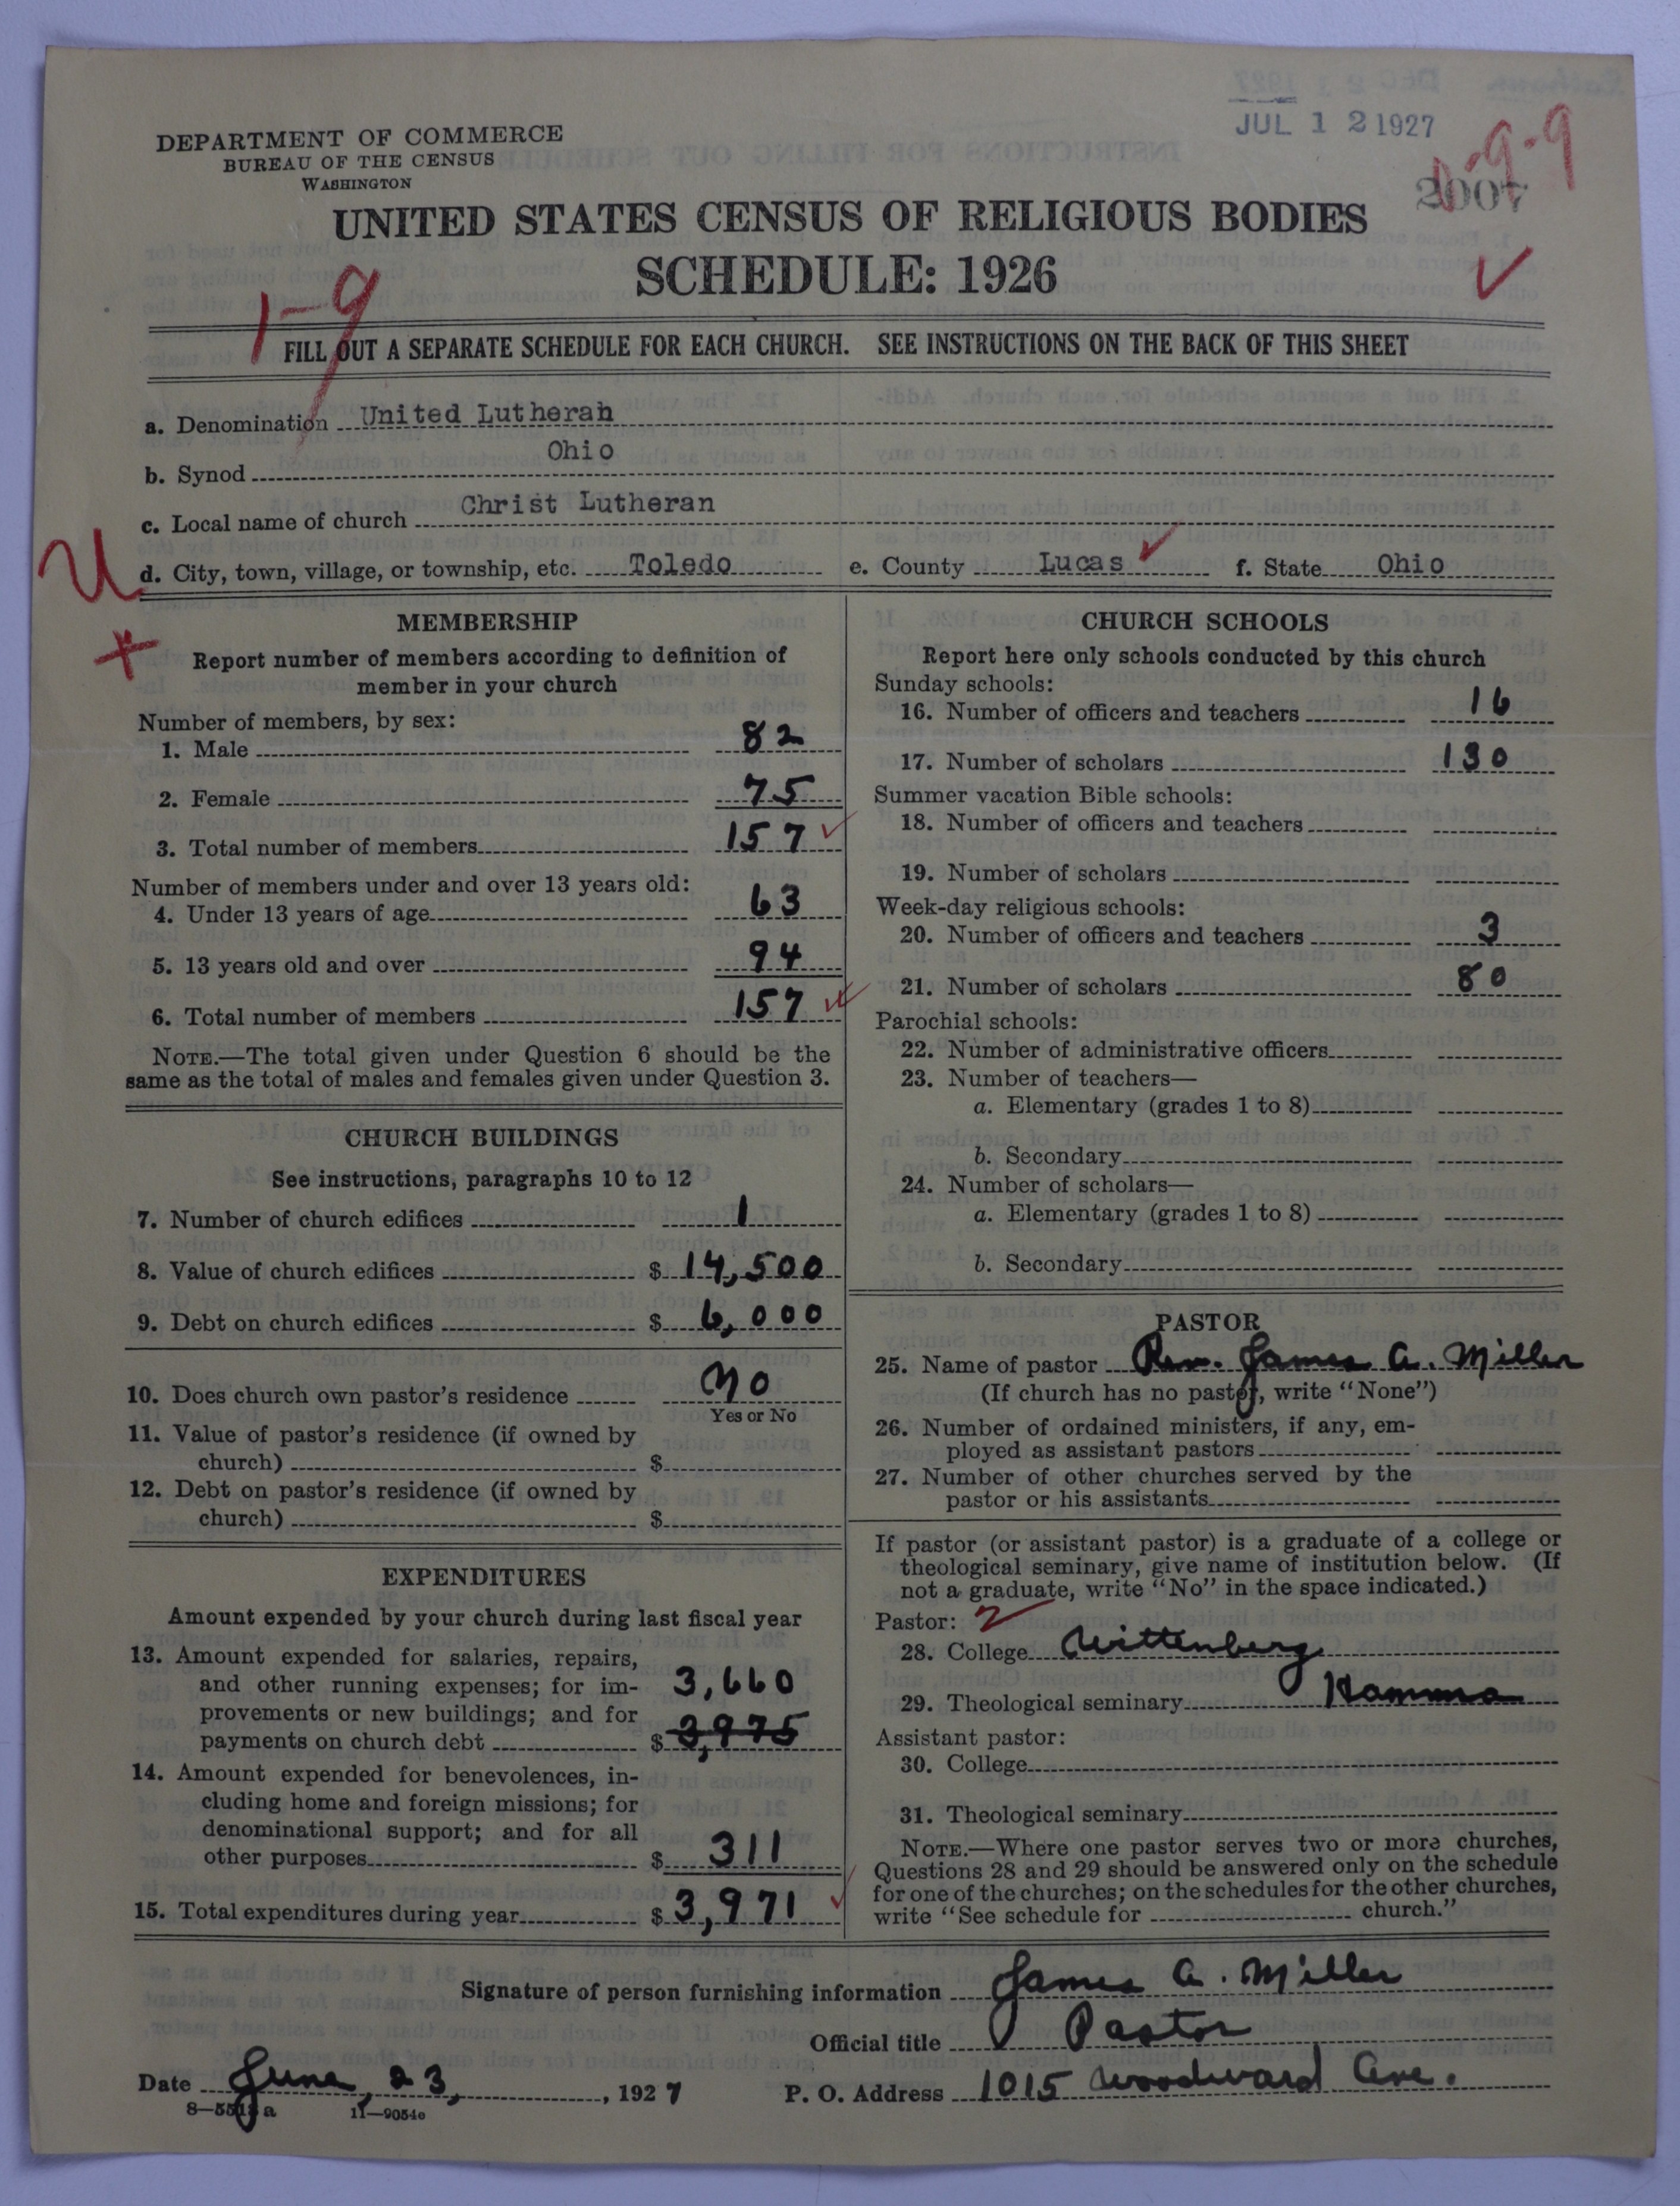 JUL 12 1927
1-9-9
2007
DEPARTMENT OF COMMERCE
BUREAU OF THE CENSUS
WASHINGTON
UNITED STATES CENSUS OF RELIGIOUS BODIES
SCHEDULE: 1926
1-9
FILL OUT A SEPARATE SCHEDULE FOR EACH CHURCH. SEE INSTRUCTIONS ON THE BACK OF THIS SHEET
a. Denomination United Lutheran
b. Synod Ohio
c. Local name of church Christ Lutheran
U
d. City, town, village, or township, etc. Toledo e. County Lucas f. State Ohio
MEMBERSHIP
Report number of members according to definition of
member in your church
Number of members, by sex:
1. Male 82
2. Female 75
3. Total number of members 157
Number of members under and over 13 years old:
4. Under 13 years of age 63
5. 13 years old and over 94
6. Total number of members 157
NOTE.—The total given under Question 6 should be the
same as the total of males and females given under Question 3.
CHURCH BUILDINGS
See instructions, paragraphs 10 to 12
7. Number of church edifices 1
8. Value of church edifices $ 14,500
9. Debt on church edifices $ 6,000
10. Does church own pastor's residence No
Yes or No
11. Value of pastor's residence (if owned by
church) $
12. Debt on pastor's residence (if owned by
church) $
EXPENDITURES
Amount expended by your church during last fiscal year
13. Amount expended for salaries, repairs,
and other running expenses; for im- 3,660
provements or new buildings; and for
payments on church debt $ 3,975
14. Amount expended for benevolences, in-
cluding home and foreign missions; for
denominational support; and for all
other purposes $ 311
15. Total expenditures during year $ 3,971
CHURCH SCHOOLS
Report here only schools conducted by this church
Sunday schools:
16. Number of officers and teachers 16
17. Number of scholars 130
Summer vacation Bible schools:
18. Number of officers and teachers
19. Number of scholars
Week-day religious schools:
20. Number of officers and teachers 3
21. Number of scholars 80
Parochial schools:
22. Number of administrative officers
23. Number of teachers—
a. Elementary (grades 1 to 8)
b. Secondary
24. Number of scholars—
a. Elementary (grades 1 to 8)
b. Secondary
PASTOR
25. Name of pastor Rev. James A. Miller
(If church has no pastor, write "None")
26. Number of ordained ministers, if any, em-
ployed as assistant pastors
27. Number of other churches served by the
pastor or his assistants
If pastor (or assistant pastor) is a graduate of a college or
theological seminary, give name of institution below. (If
not a graduate, write "No" in the space indicated.)
Pastor: 2
28. College Wittenberg
29. Theological seminary Hamma
Assistant pastor:
30. College
31. Theological seminary
NOTE.—Where one pastor serves two or more churches,
Questions 28 and 29 should be answered only on the schedule
for one of the churches; on the schedules for the other churches,
write "See schedule for church."
Signature of person furnishing information James A. Miller
Official title Pastor
Date June, 23, , 1927 P. O. Address 1015 Woodward Ave.
8—5513 a 11—9054c